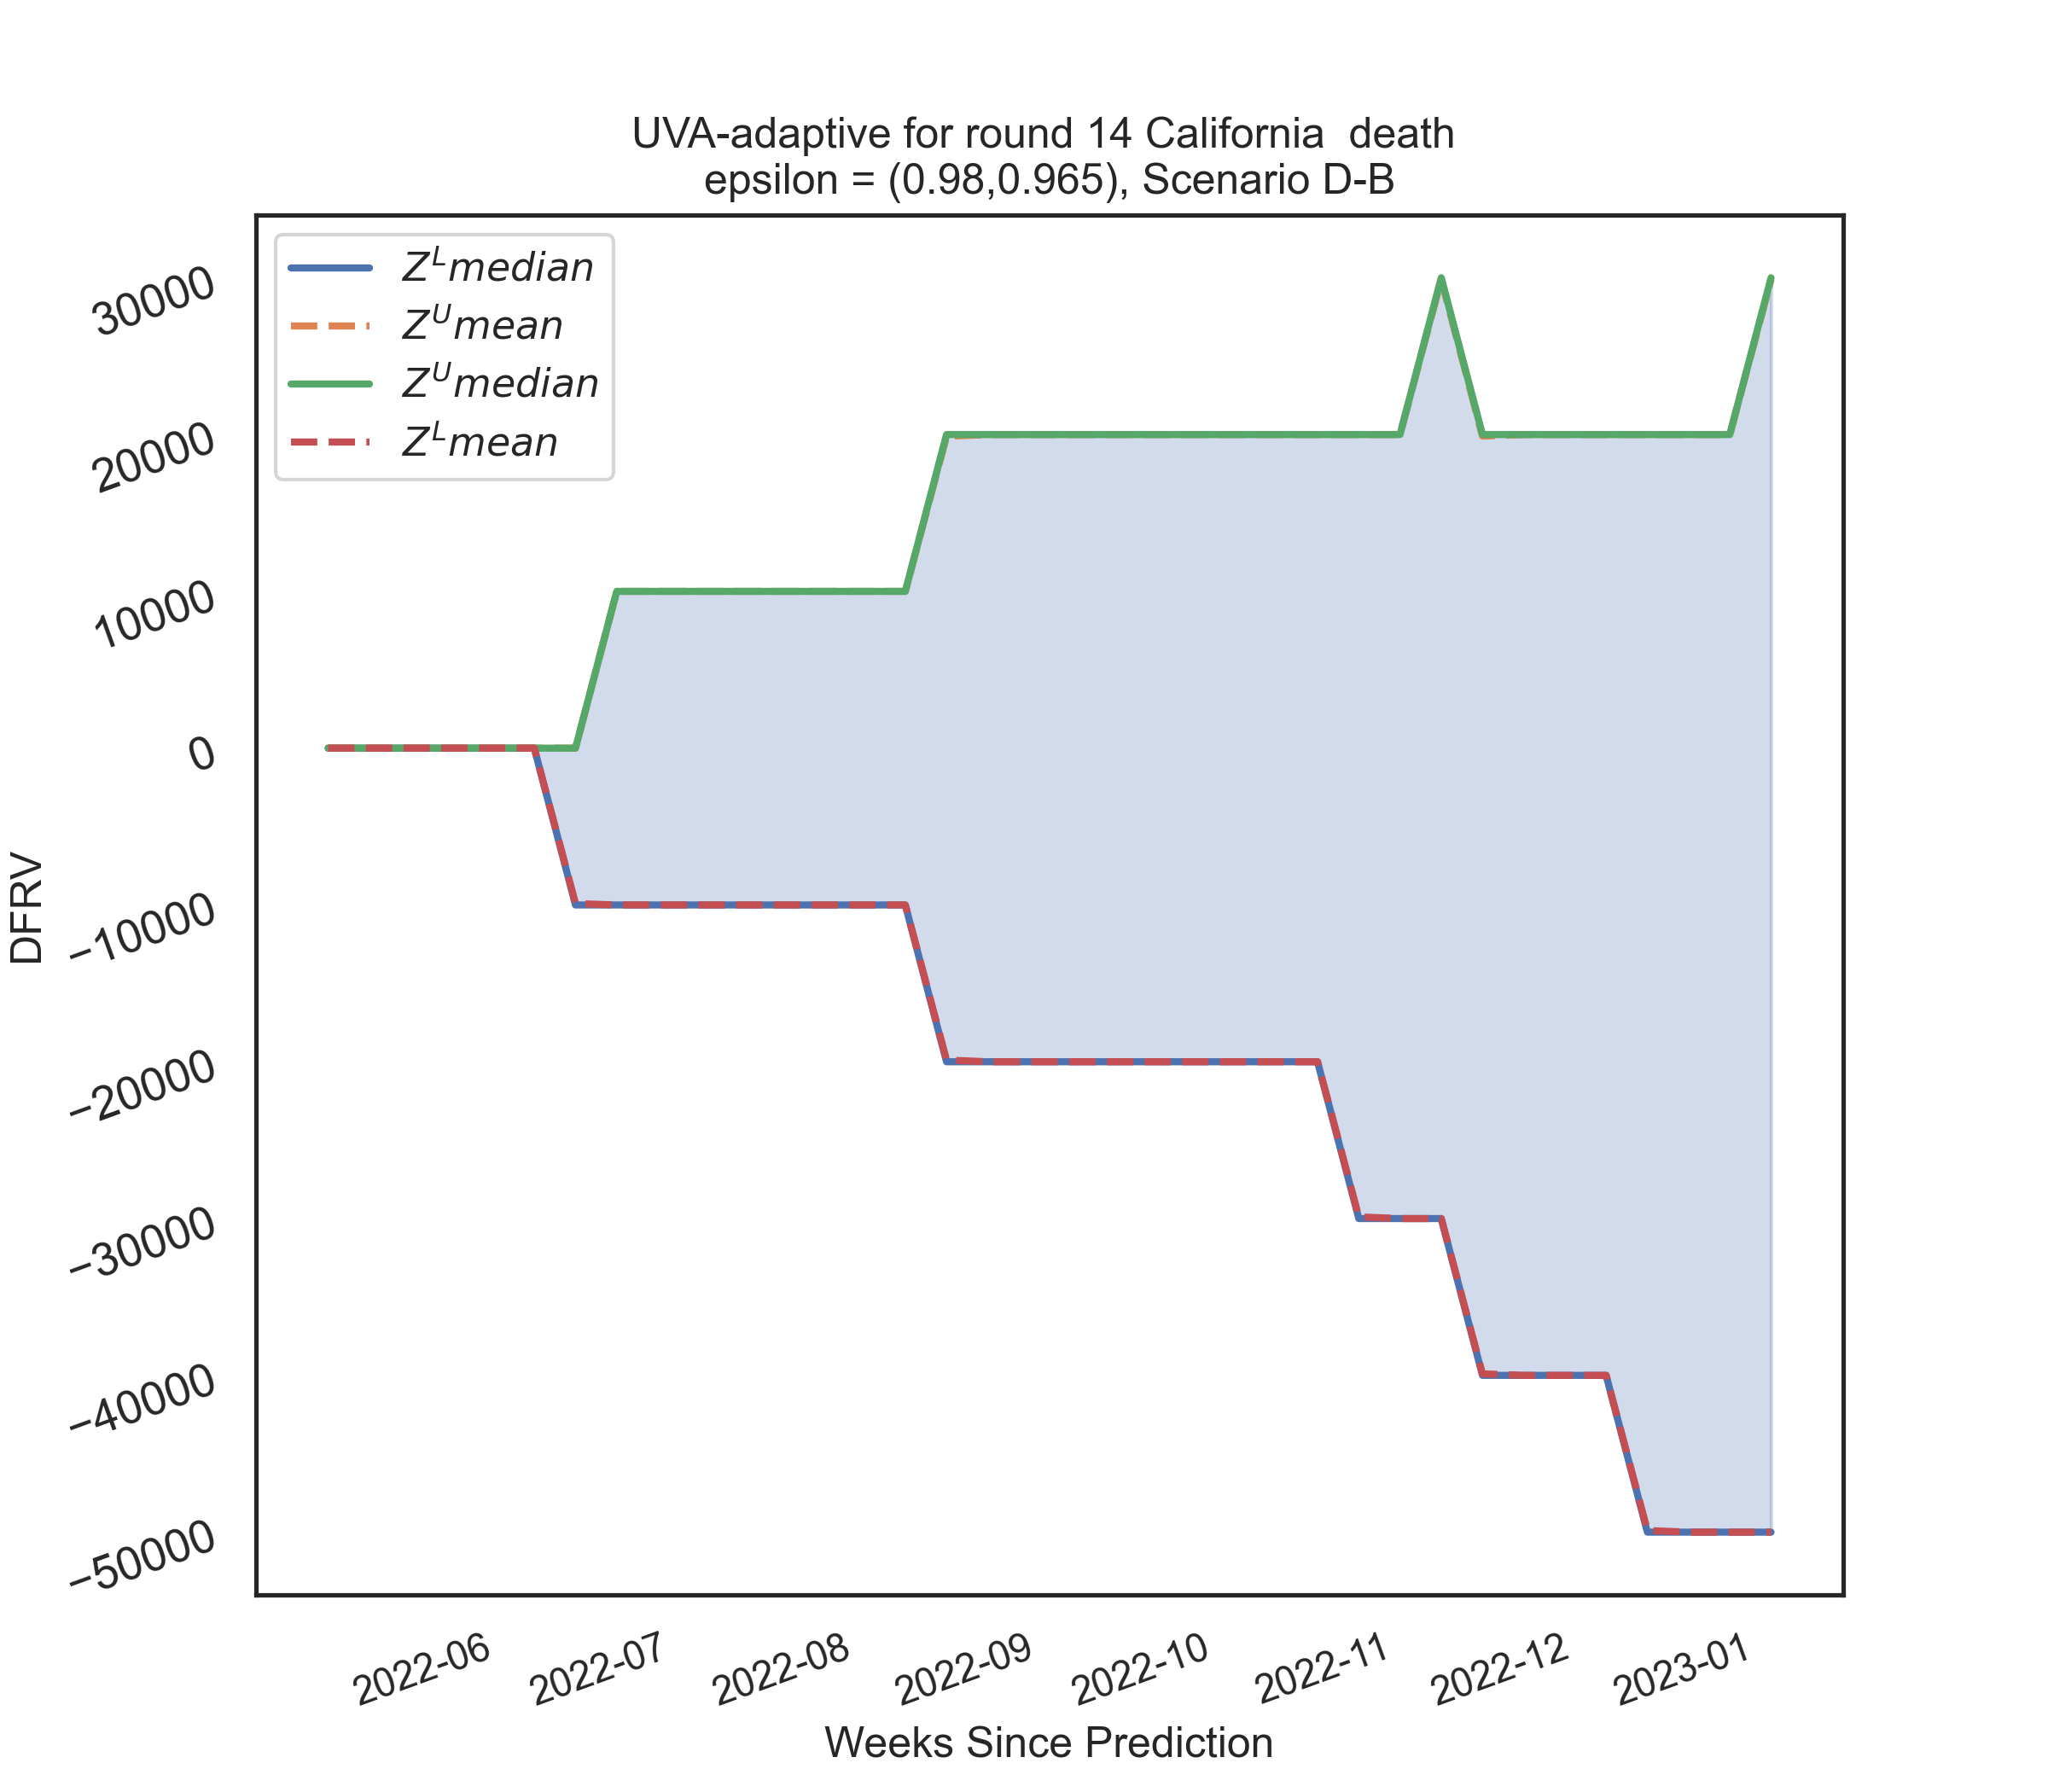 UVA-adaptive for round 14 California  death
epsilon = (0.98,0.965), Scenario D-B
Z^L median
Z^U mean
Z^U median
Z^L mean
30000
20000
10000
0
−10000
−20000
−30000
−40000
−50000
DFRV
2022-06
2022-07
2022-08
2022-09
2022-10
2022-11
2022-12
2023-01
Weeks Since Prediction